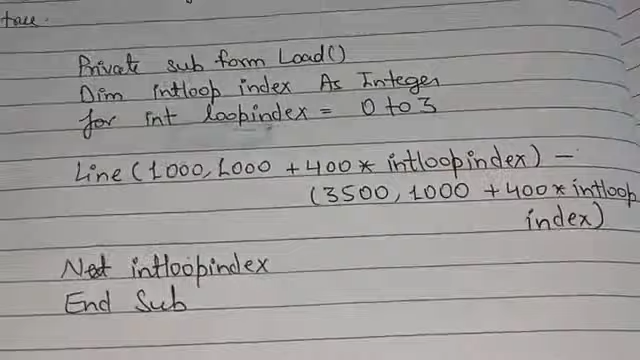 Private sub form Load()
Dim intloop index As Integer
for int loopindex = 0 to 3
Line (1000, 1000 + 400 * intloopindex) -
(3500, 1000 + 400 * intloop
index)
Next intloopindex
End Sub